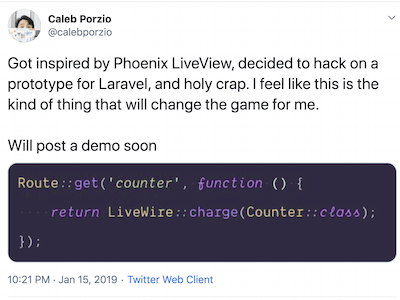 Caleb Porzio
@calebporzio
Got inspired by Phoenix LiveView, decided to hack on a
prototype for Laravel, and holy crap. I feel like this is the
kind of thing that will change the game for me.
Will post a demo soon
Route::get('counter', function () {
····return LiveWire::charge(Counter::class);
});
10:21 PM · Jan 15, 2019 · Twitter Web Client